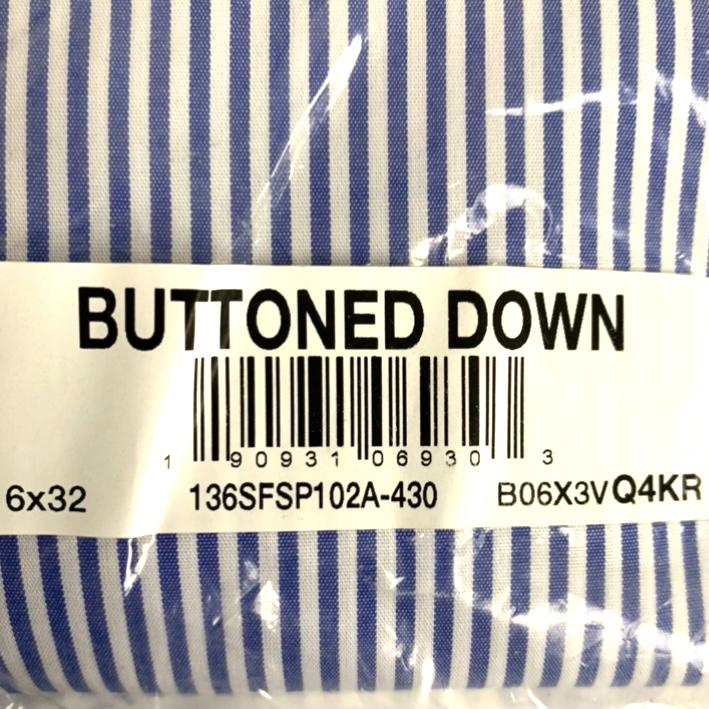 BUTTONED DOWN
1 90931 06930 3
6x32 136SFSP102A-430 B06X3VQ4KR